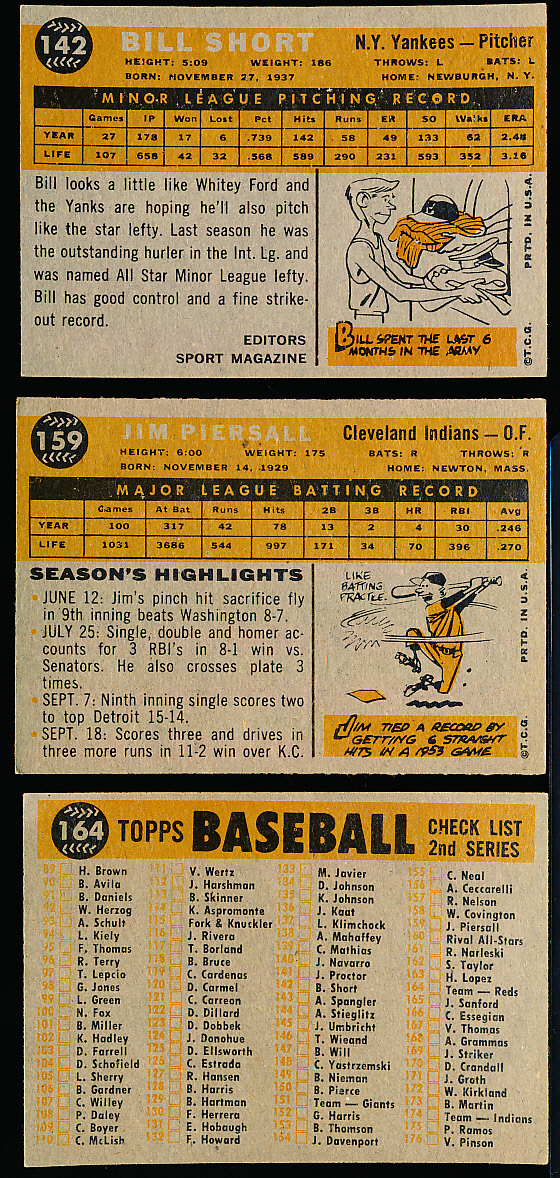 142 BILL SHORT N.Y. Yankees — Pitcher
HEIGHT: 5:09 WEIGHT: 186 THROWS: L BATS: L
BORN: NOVEMBER 27, 1937 HOME: NEWBURGH, N. Y.
MINOR LEAGUE PITCHING RECORD
Games IP Won Lost Pct Hits Runs ER SO Walks ERA
YEAR 27 178 17 6 .739 142 58 49 133 62 2.48
LIFE 107 658 42 32 .568 589 290 231 593 352 3.16
Bill looks a little like Whitey Ford and
the Yanks are hoping he'll also pitch
like the star lefty. Last season he was
the outstanding hurler in the Int. Lg. and
was named All Star Minor League lefty.
Bill has good control and a fine strike-
out record.
EDITORS
SPORT MAGAZINE
BILL SPENT THE LAST 6
MONTHS IN THE ARMY
©T.C.G. PRTD. IN U.S.A.
159 JIM PIERSALL Cleveland Indians — O.F.
HEIGHT: 6:00 WEIGHT: 175 BATS: R THROWS: R
BORN: NOVEMBER 14, 1929 HOME: NEWTON, MASS.
MAJOR LEAGUE BATTING RECORD
Games At Bat Runs Hits 2B 3B HR RBI Avg
YEAR 100 317 42 78 13 2 4 30 .246
LIFE 1031 3686 544 997 171 34 70 396 .270
SEASON'S HIGHLIGHTS
• JUNE 12: Jim's pinch hit sacrifice fly
in 9th inning beats Washington 8-7.
• JULY 25: Single, double and homer ac-
counts for 3 RBI's in 8-1 win vs.
Senators. He also crosses plate 3
times.
• SEPT. 7: Ninth inning single scores two
to top Detroit 15-14.
• SEPT. 18: Scores three and drives in
three more runs in 11-2 win over K.C.
LIKE
BATTING
PRACTICE.
JIM TIED A RECORD BY
GETTING 6 STRAIGHT
HITS IN A 1953 GAME
©T.C.G. PRTD. IN U.S.A.
164 TOPPS BASEBALL CHECK LIST
2nd SERIES
89 H. Brown
90 B. Avila
91 B. Daniels
92 W. Herzog
93 A. Schult
94 L. Kiely
95 F. Thomas
96 R. Terry
97 T. Lepcio
98 G. Jones
99 L. Green
100 N. Fox
101 B. Miller
102 K. Hadley
103 D. Farrell
104 D. Schofield
105 L. Sherry
106 B. Gardner
107 C. Willey
108 P. Daley
109 C. Boyer
110 C. McLish
111 V. Wertz
112 J. Harshman
113 B. Skinner
114 K. Aspromonte
115 Fork & Knuckler
116 J. Rivera
117 T. Borland
118 B. Bruce
119 C. Cardenas
120 D. Carmel
121 C. Carreon
122 D. Dillard
123 D. Dobbek
124 J. Donohue
125 D. Ellsworth
126 C. Estrada
127 R. Hansen
128 B. Harris
129 B. Hartman
130 F. Herrera
131 E. Hobaugh
132 F. Howard
133 M. Javier
134 D. Johnson
135 K. Johnson
136 J. Kaat
137 L. Klimchock
138 A. Mahaffey
139 C. Mathias
140 J. Navarro
141 J. Proctor
142 B. Short
143 A. Spangler
144 A. Stieglitz
145 J. Umbricht
146 T. Wieand
147 B. Will
148 C. Yastrzemski
149 B. Nieman
150 B. Pierce
151 Team — Giants
152 G. Harris
153 B. Thomson
154 J. Davenport
155 C. Neal
156 A. Ceccarelli
157 R. Nelson
158 W. Covington
159 J. Piersall
160 Rival All-Stars
161 R. Narleski
162 S. Taylor
163 H. Lopez
164 Team — Reds
165 J. Sanford
166 C. Essegian
167 V. Thomas
168 A. Grammas
169 J. Striker
170 D. Crandall
171 J. Groth
172 W. Kirkland
173 B. Martin
174 Team — Indians
175 P. Ramos
176 V. Pinson